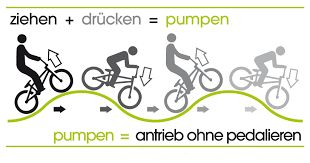 ziehen + drücken = pumpen
pumpen = antrieb ohne pedalieren